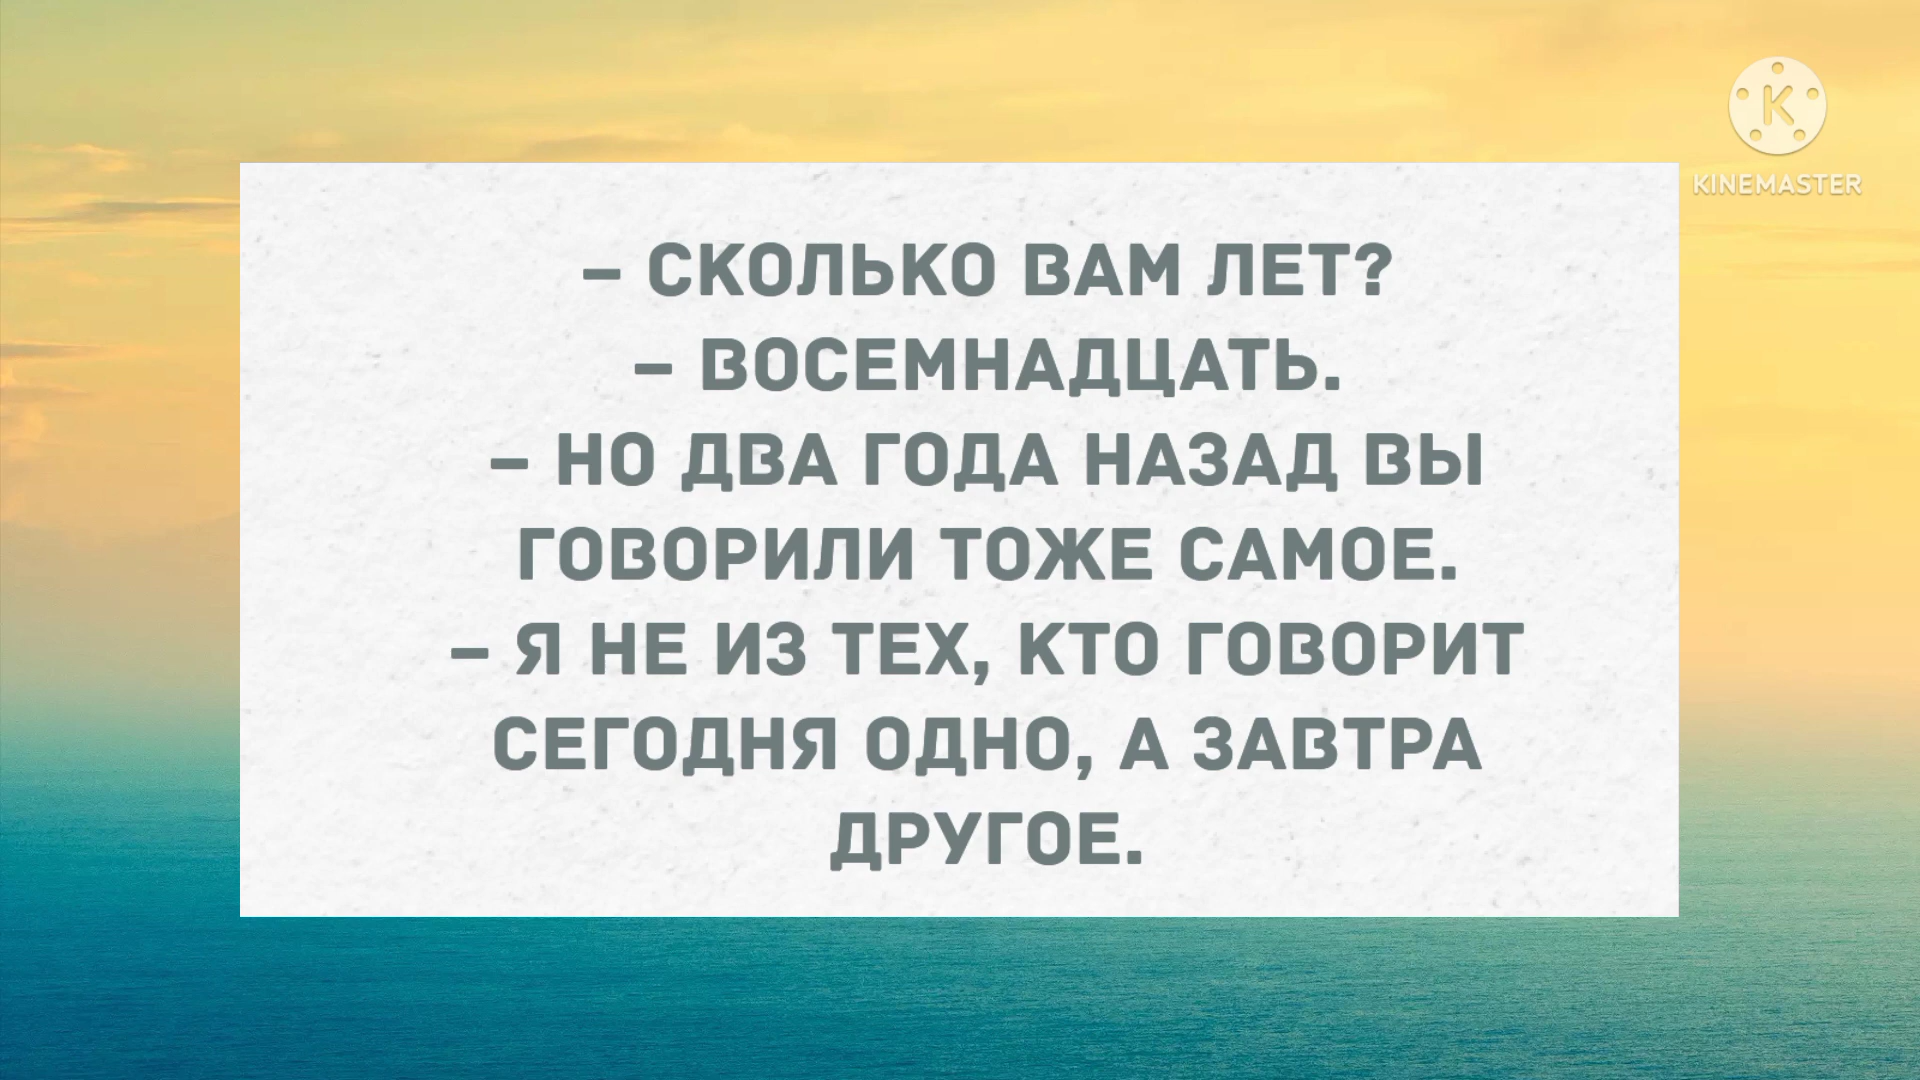 – СКОЛЬКО ВАМ ЛЕТ?
– ВОСЕМНАДЦАТЬ.
– НО ДВА ГОДА НАЗАД ВЫ
ГОВОРИЛИ ТОЖЕ САМОЕ.
– Я НЕ ИЗ ТЕХ, КТО ГОВОРИТ
СЕГОДНЯ ОДНО, А ЗАВТРА
ДРУГОЕ.
K
KINEMASTER